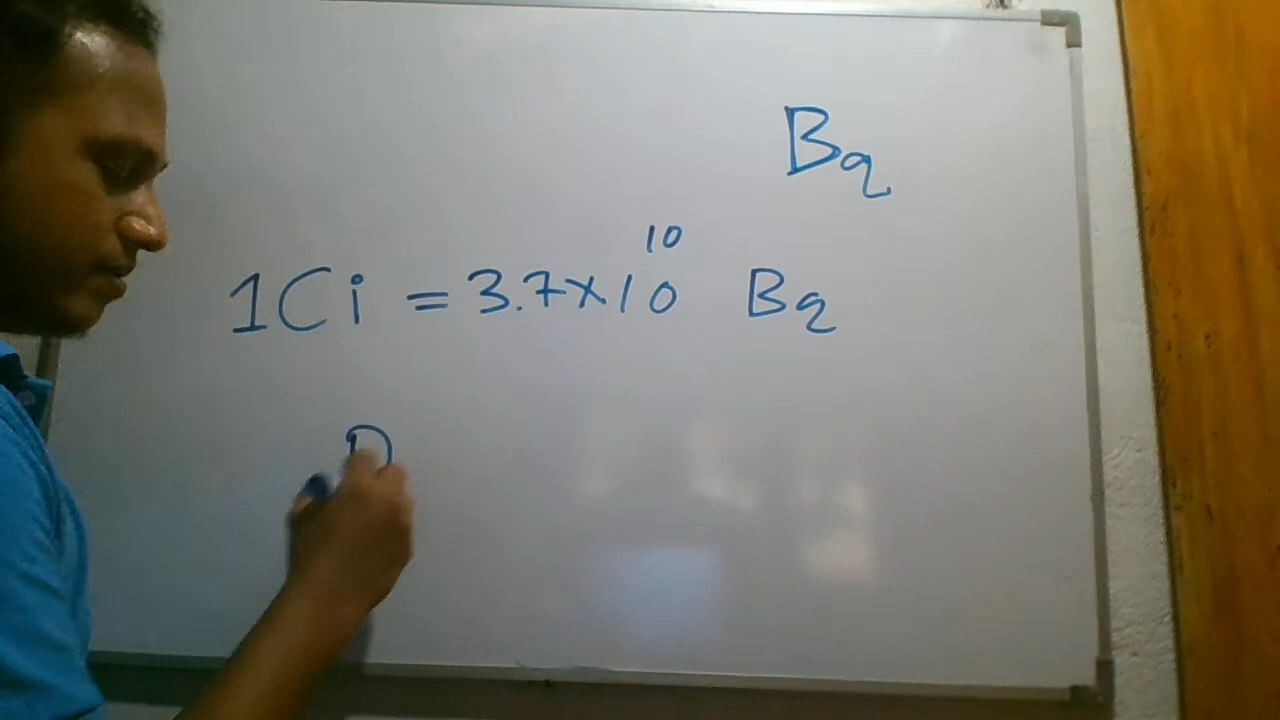 Bq
1Ci = 3.7×10¹⁰ Bq